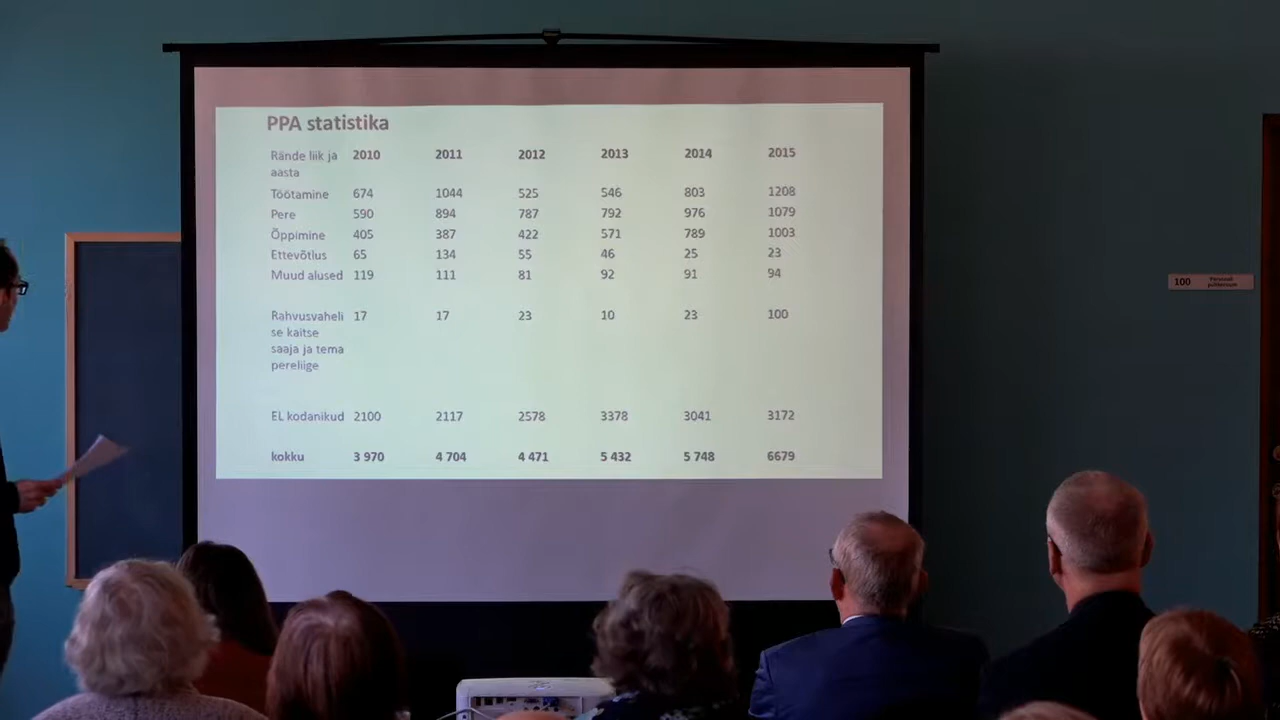 PPA statistika
Rände liik ja aasta 2010 2011 2012 2013 2014 2015
Töötamine 674 1044 525 546 803 1208
Pere 590 894 787 792 976 1079
Õppimine 405 387 422 571 789 1003
Ettevõtlus 65 134 55 46 25 23
Muud alused 119 111 81 92 91 94
Rahvusvaheli 17 17 23 10 23 100
se kaitse
saaja ja tema
pereliige
EL kodanikud 2100 2117 2578 3378 3041 3172
kokku 3 970 4 704 4 471 5 432 5 748 6679
100